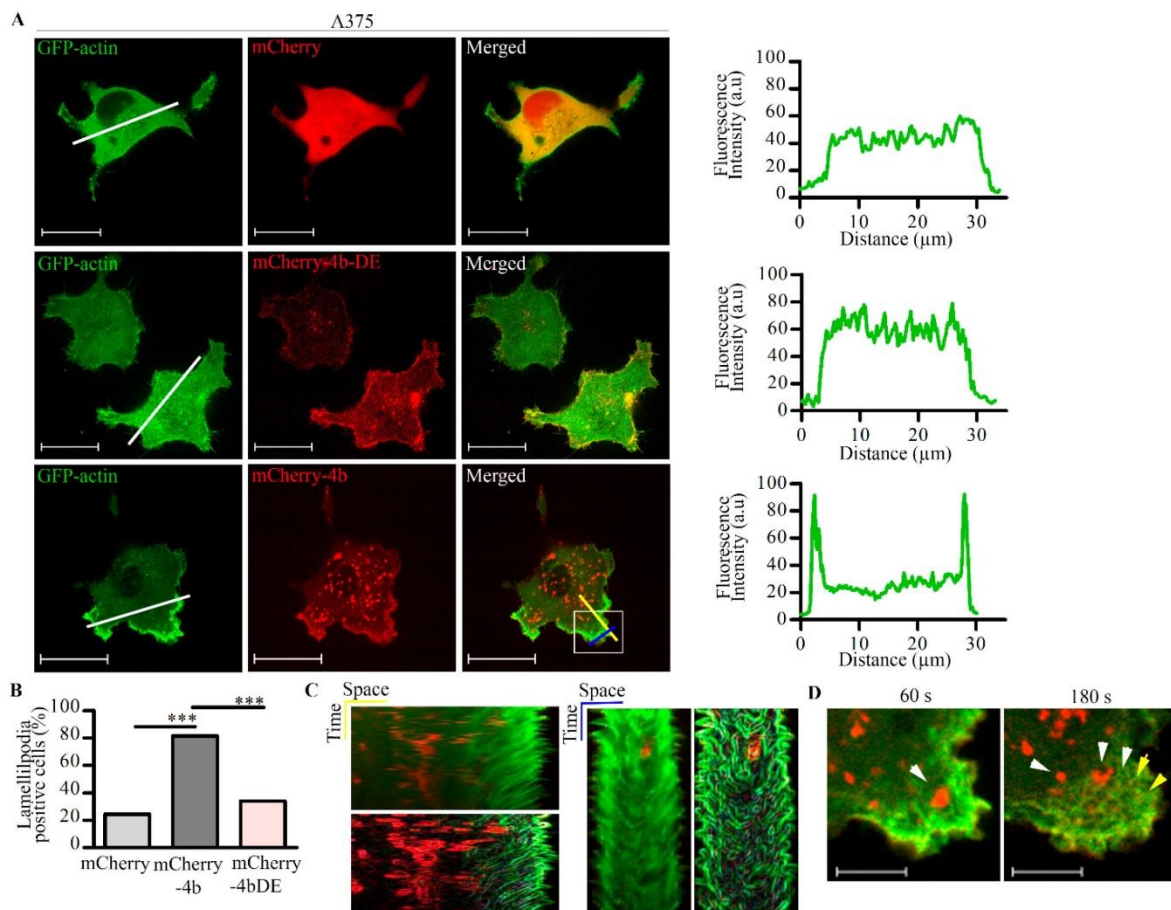 A
A375
GFP-actin
mCherry
Merged
Fluorescence
Intensity (a.u)
100
80
60
40
20
0
0 10 20 30
Distance (µm)
GFP-actin
mCherry-4b-DE
Merged
Fluorescence
Intensity (a.u)
100
80
60
40
20
0
0 10 20 30
Distance (µm)
GFP-actin
mCherry-4b
Merged
Fluorescence
Intensity (a.u)
100
80
60
40
20
0
0 10 20 30
Distance (µm)
B
Lamellilpodia
positive cells (%)
100
80
60
40
20
0
***
***
mCherry
mCherry
-4b
mCherry
-4bDE
C
Space
Time
Space
Time
D
60 s
180 s